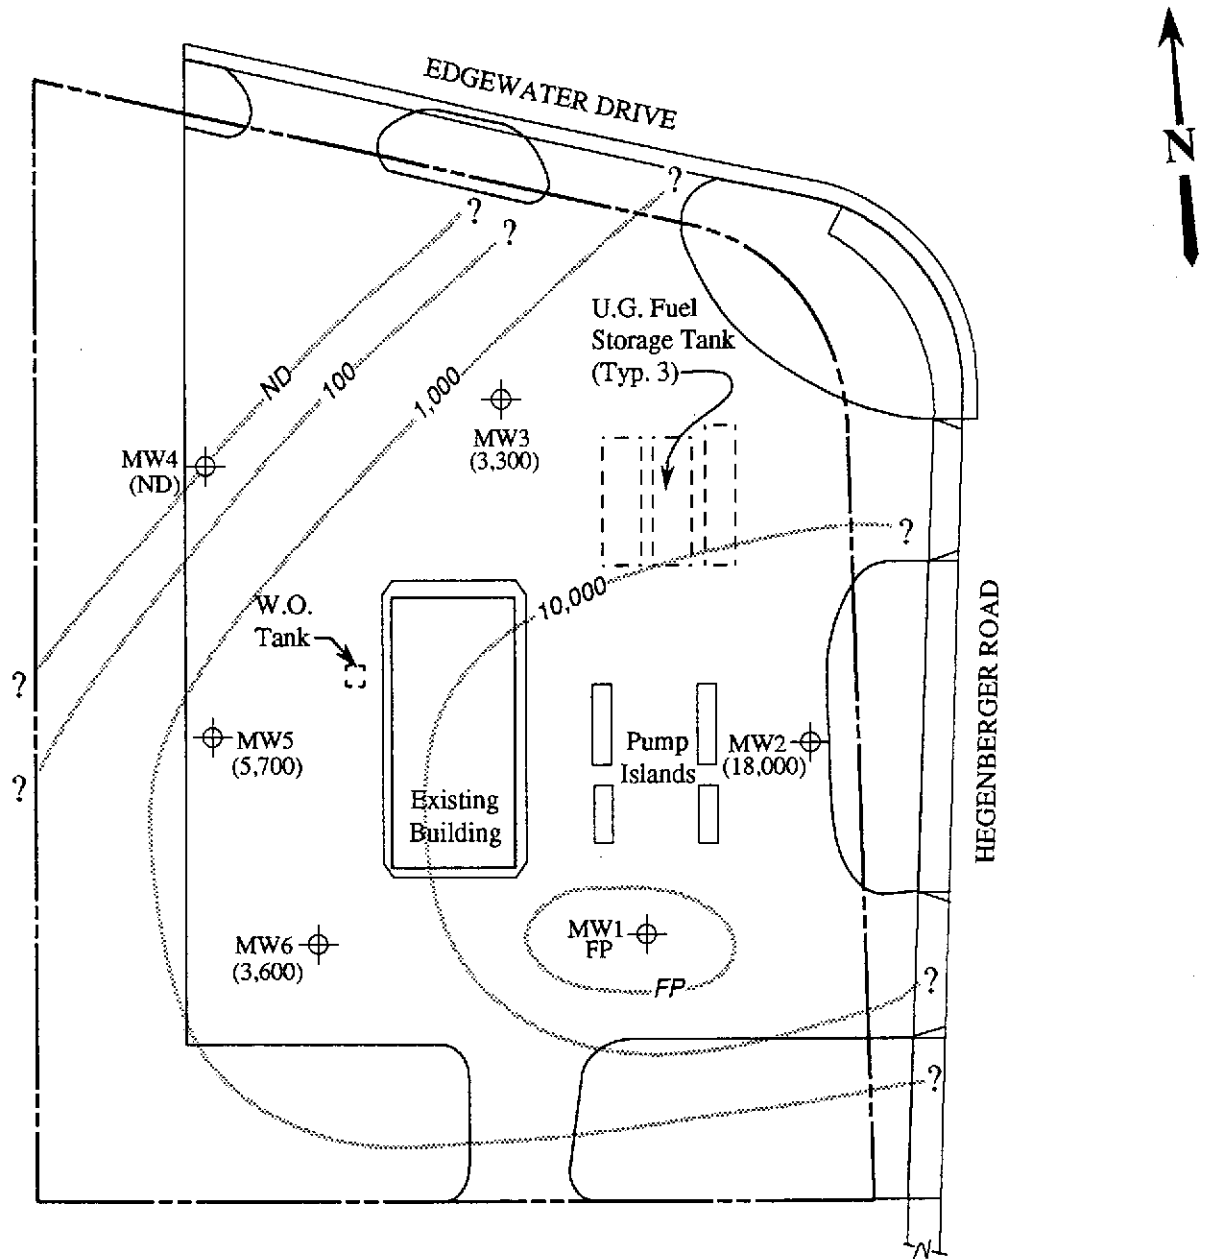 EDGEWATER DRIVE
N
?
?
?
U.G. Fuel
Storage Tank
(Typ. 3)
ND
100
1,000
MW3
(3,300)
MW4
(ND)
?
10,000
W.O.
Tank
HEGENBERGER ROAD
?
MW5
(5,700)
Pump
Islands
MW2
(18,000)
?
Existing
Building
MW1
FP
MW6
(3,600)
FP
?
?